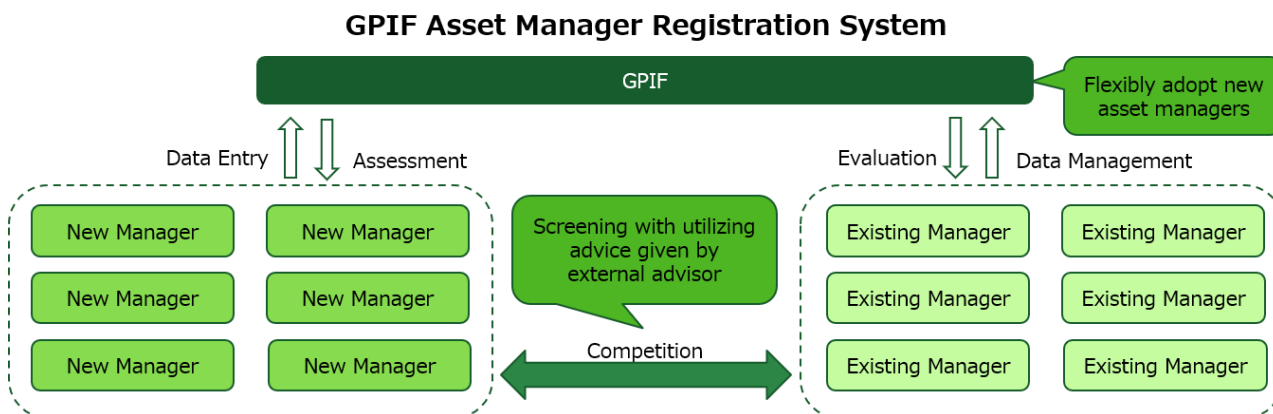 GPIF Asset Manager Registration System
GPIF
Flexibly adopt new
asset managers
Data Entry
Assessment
Evaluation
Data Management
New Manager
New Manager
New Manager
New Manager
New Manager
New Manager
Screening with utilizing
advice given by
external advisor
Competition
Existing Manager
Existing Manager
Existing Manager
Existing Manager
Existing Manager
Existing Manager